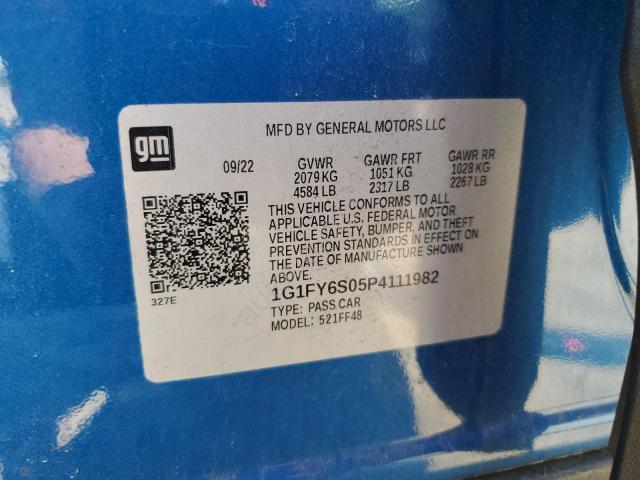 gm
MFD BY GENERAL MOTORS LLC
09/22 GVWR GAWR FRT GAWR RR
2079 KG 1051 KG 1028 KG
4584 LB 2317 LB 2267 LB
THIS VEHICLE CONFORMS TO ALL
APPLICABLE U.S. FEDERAL MOTOR
VEHICLE SAFETY, BUMPER, AND THEFT
PREVENTION STANDARDS IN EFFECT ON
THE DATE OF MANUFACTURE SHOWN
ABOVE.
327E
1G1FY6S05P4111982
TYPE: PASS CAR
MODEL: 521FF48